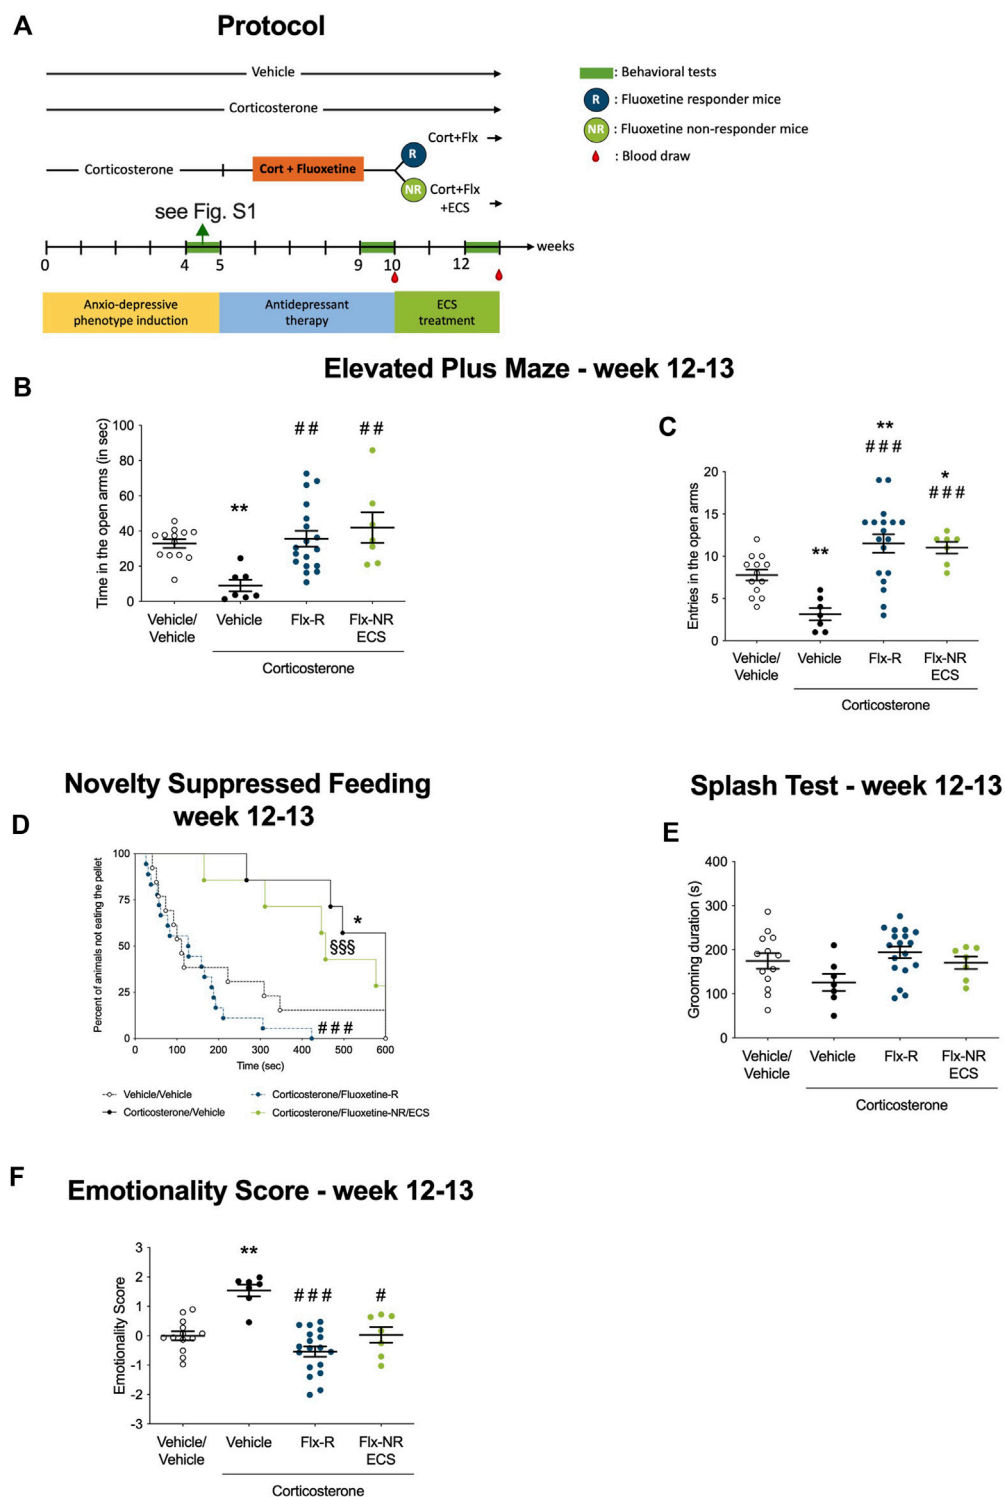 A
Protocol
Vehicle
Corticosterone
Cort+Flx
Corticosterone
Cort + Fluoxetine
R
NR
Cort+Flx
+ECS
: Behavioral tests
R : Fluoxetine responder mice
NR : Fluoxetine non-responder mice
: Blood draw
see Fig. S1
weeks
0 4 5 9 10 12
Anxio-depressive
phenotype induction
Antidepressant
therapy
ECS
treatment
Elevated Plus Maze - week 12-13
B
Time in the open arms (in sec)
100
80
60
40
20
0
**
##
##
Vehicle/
Vehicle
Vehicle
Flx-R
Flx-NR
ECS
Corticosterone
C
Entries in the open arms
20
15
10
5
0
**
**
###
*
###
Vehicle/
Vehicle
Vehicle
Flx-R
Flx-NR
ECS
Corticosterone
Novelty Suppressed Feeding
week 12-13
D
Percent of animals not eating the pellet
100
75
50
25
0
*
§§§
###
0 100 200 300 400 500 600
Time (sec)
Vehicle/Vehicle
Corticosterone/Vehicle
Corticosterone/Fluoxetine-R
Corticosterone/Fluoxetine-NR/ECS
Splash Test - week 12-13
E
Grooming duration (s)
400
300
200
100
0
Vehicle/
Vehicle
Vehicle
Flx-R
Flx-NR
ECS
Corticosterone
F
Emotionality Score - week 12-13
Emotionality Score
3
2
1
0
-1
-2
-3
**
###
#
Vehicle/
Vehicle
Vehicle
Flx-R
Flx-NR
ECS
Corticosterone